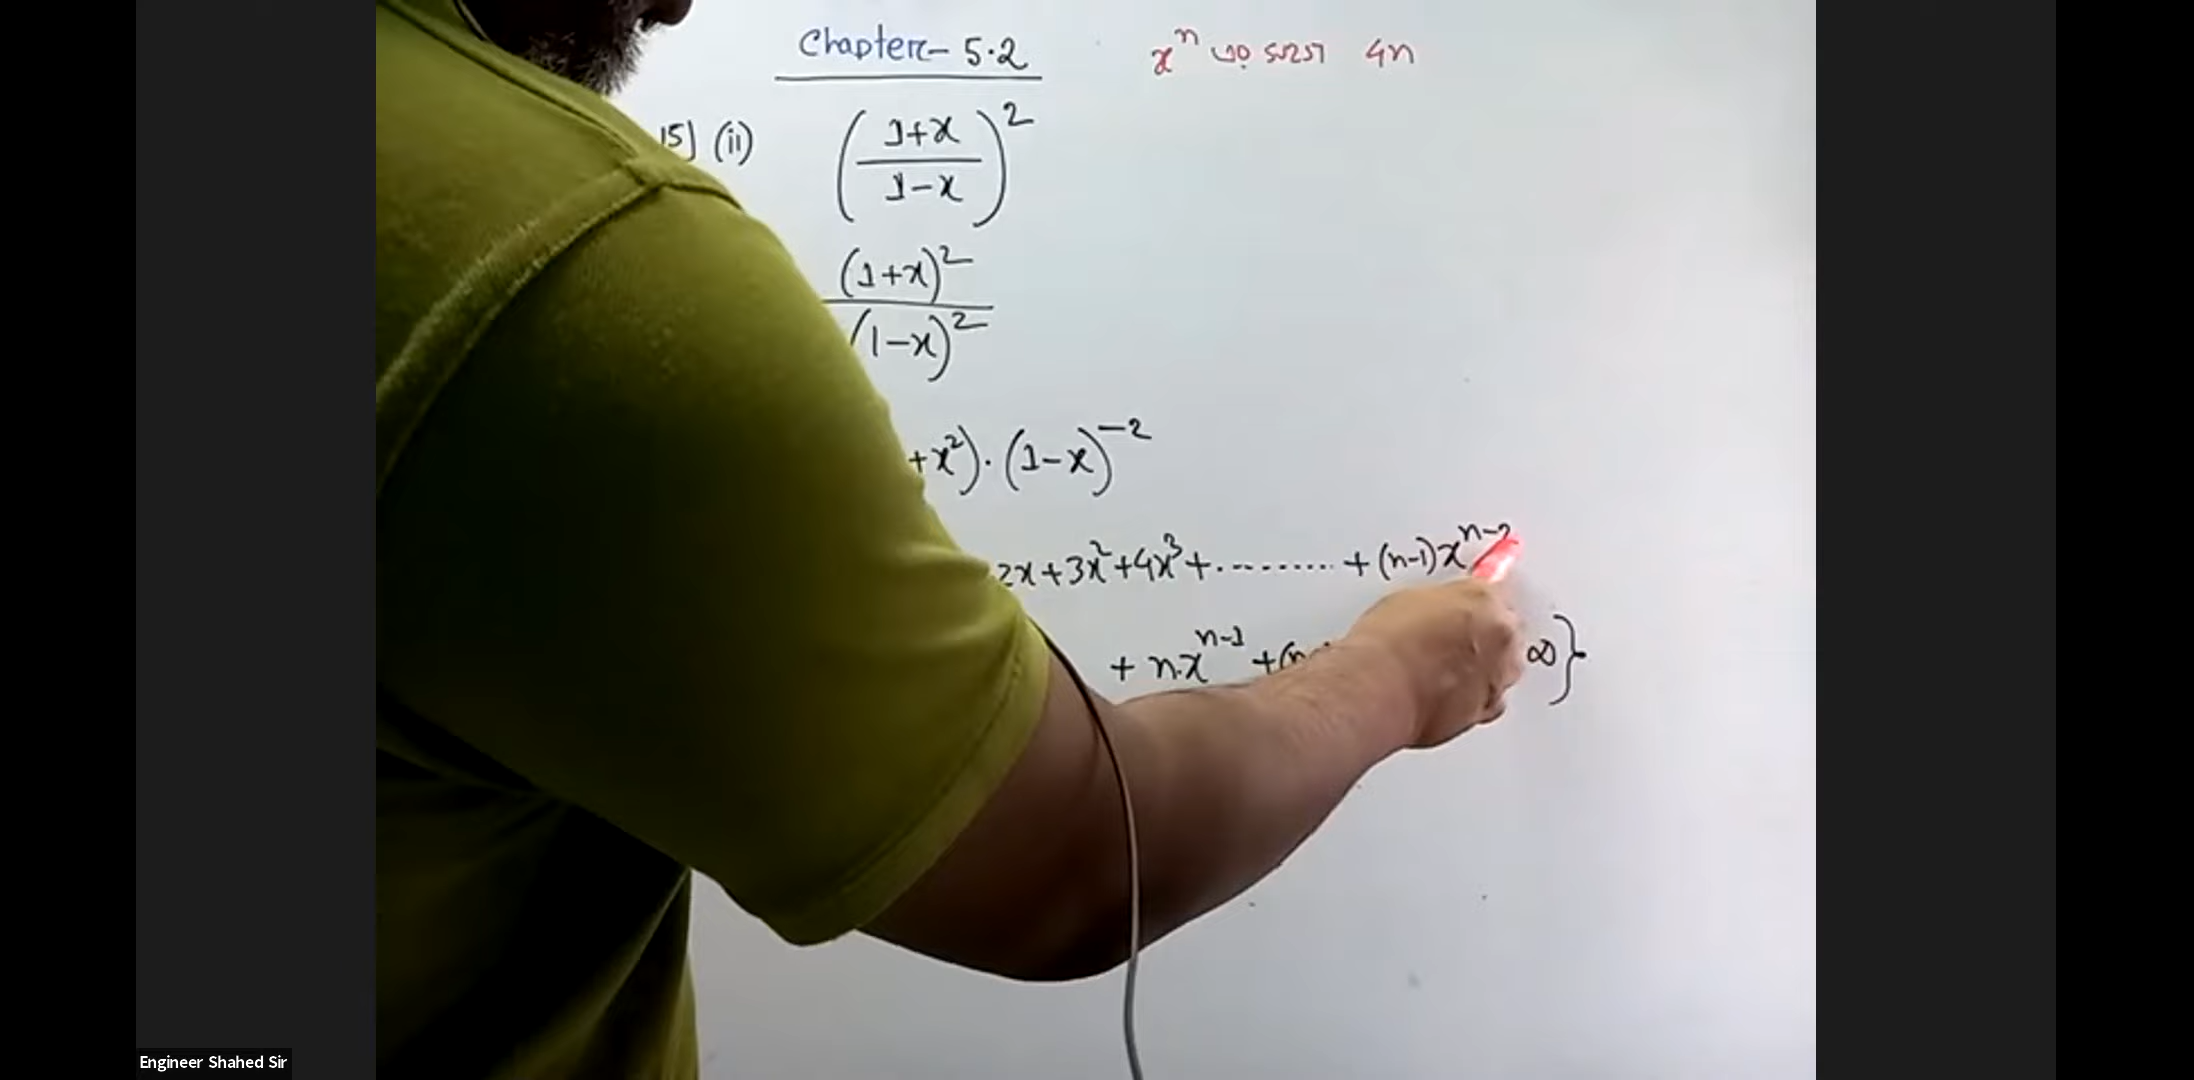 Chapter- 5.2
x^n এর সহগ 4n
15] (ii) ((1+x)/(1-x))^2
(1+x)^2/(1-x)^2
+x^2).(1-x)^-2
2x+3x^2+4x^3+.........+(n-1)x^n-2
+ n.x^n-1 +(n ∞}
Engineer Shahed Sir